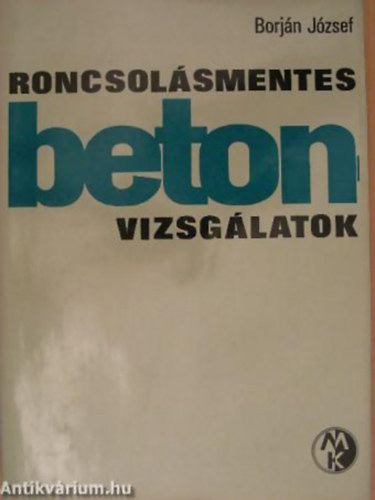 Borján József
RONCSOLÁSMENTES
beton
VIZSGÁLATOK
MK
Antikvárium.hu